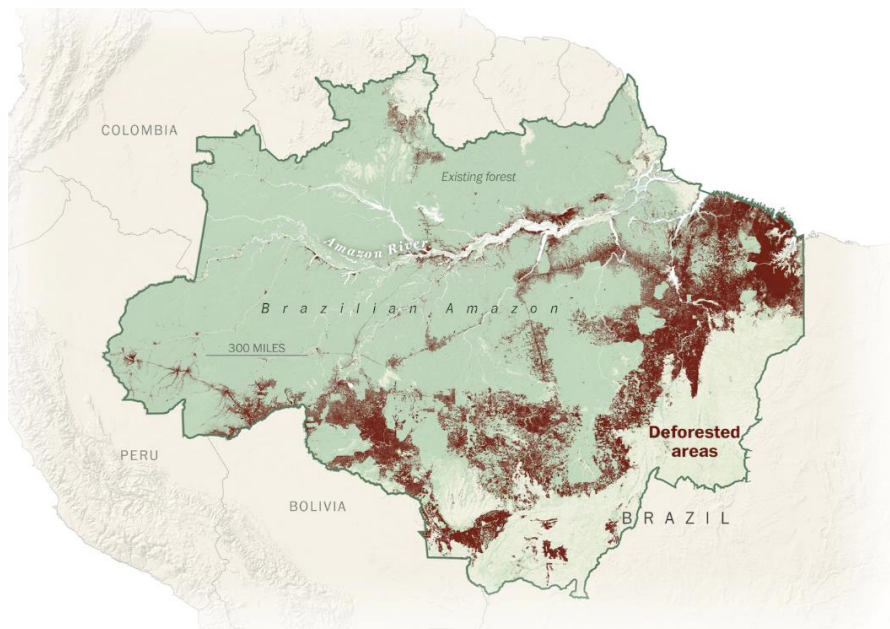 COLOMBIA
Existing forest
Amazon River
Brazilian Amazon
300 MILES
Deforested
areas
PERU
BOLIVIA
BRAZIL